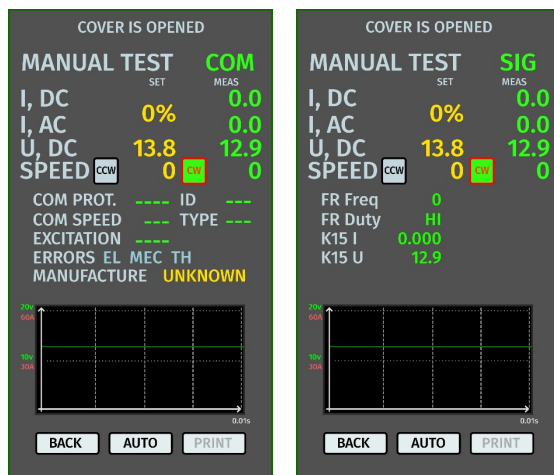 COVER IS OPENED
MANUAL TEST COM
SET MEAS
I, DC 0.0
0%
I, AC 0.0
U, DC 13.8 12.9
SPEED CCW 0 CW 0
COM PROT. ---- ID ---
COM SPEED --- TYPE ---
EXCITATION ----
ERRORS EL MEC TH
MANUFACTURE UNKNOWN
20v
60A
10v
30A
0.01s
BACK AUTO PRINT
COVER IS OPENED
MANUAL TEST SIG
SET MEAS
I, DC 0.0
0%
I, AC 0.0
U, DC 13.8 12.9
SPEED CCW 0 CW 0
FR Freq 0
FR Duty HI
K15 I 0.000
K15 U 12.9
20v
60A
10v
30A
0.01s
BACK AUTO PRINT